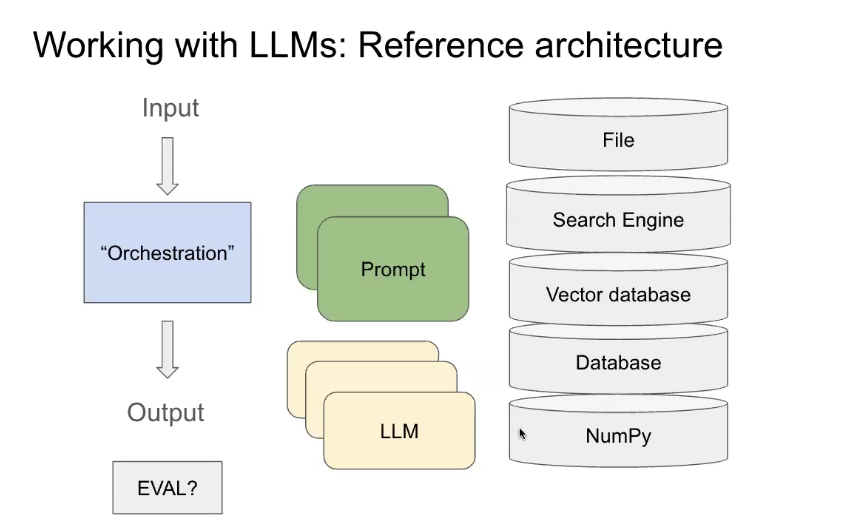 Working with LLMs: Reference architecture
Input
“Orchestration”
Output
EVAL?
Prompt
LLM
File
Search Engine
Vector database
Database
NumPy